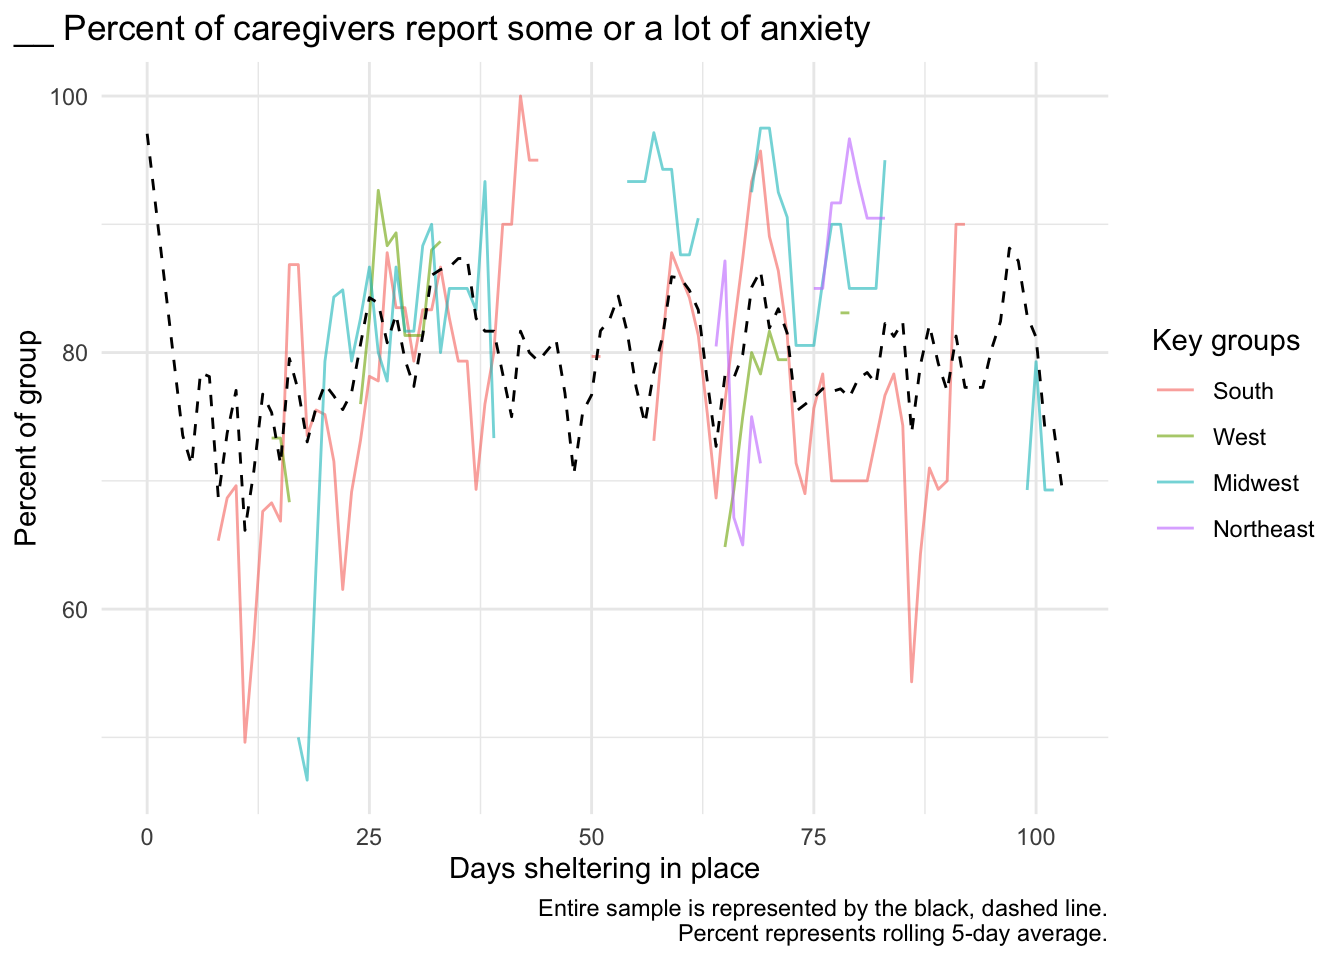 __ Percent of caregivers report some or a lot of anxiety
100
80
60
Percent of group
0 25 50 75 100
Days sheltering in place
Key groups
South
West
Midwest
Northeast
Entire sample is represented by the black, dashed line.
Percent represents rolling 5-day average.